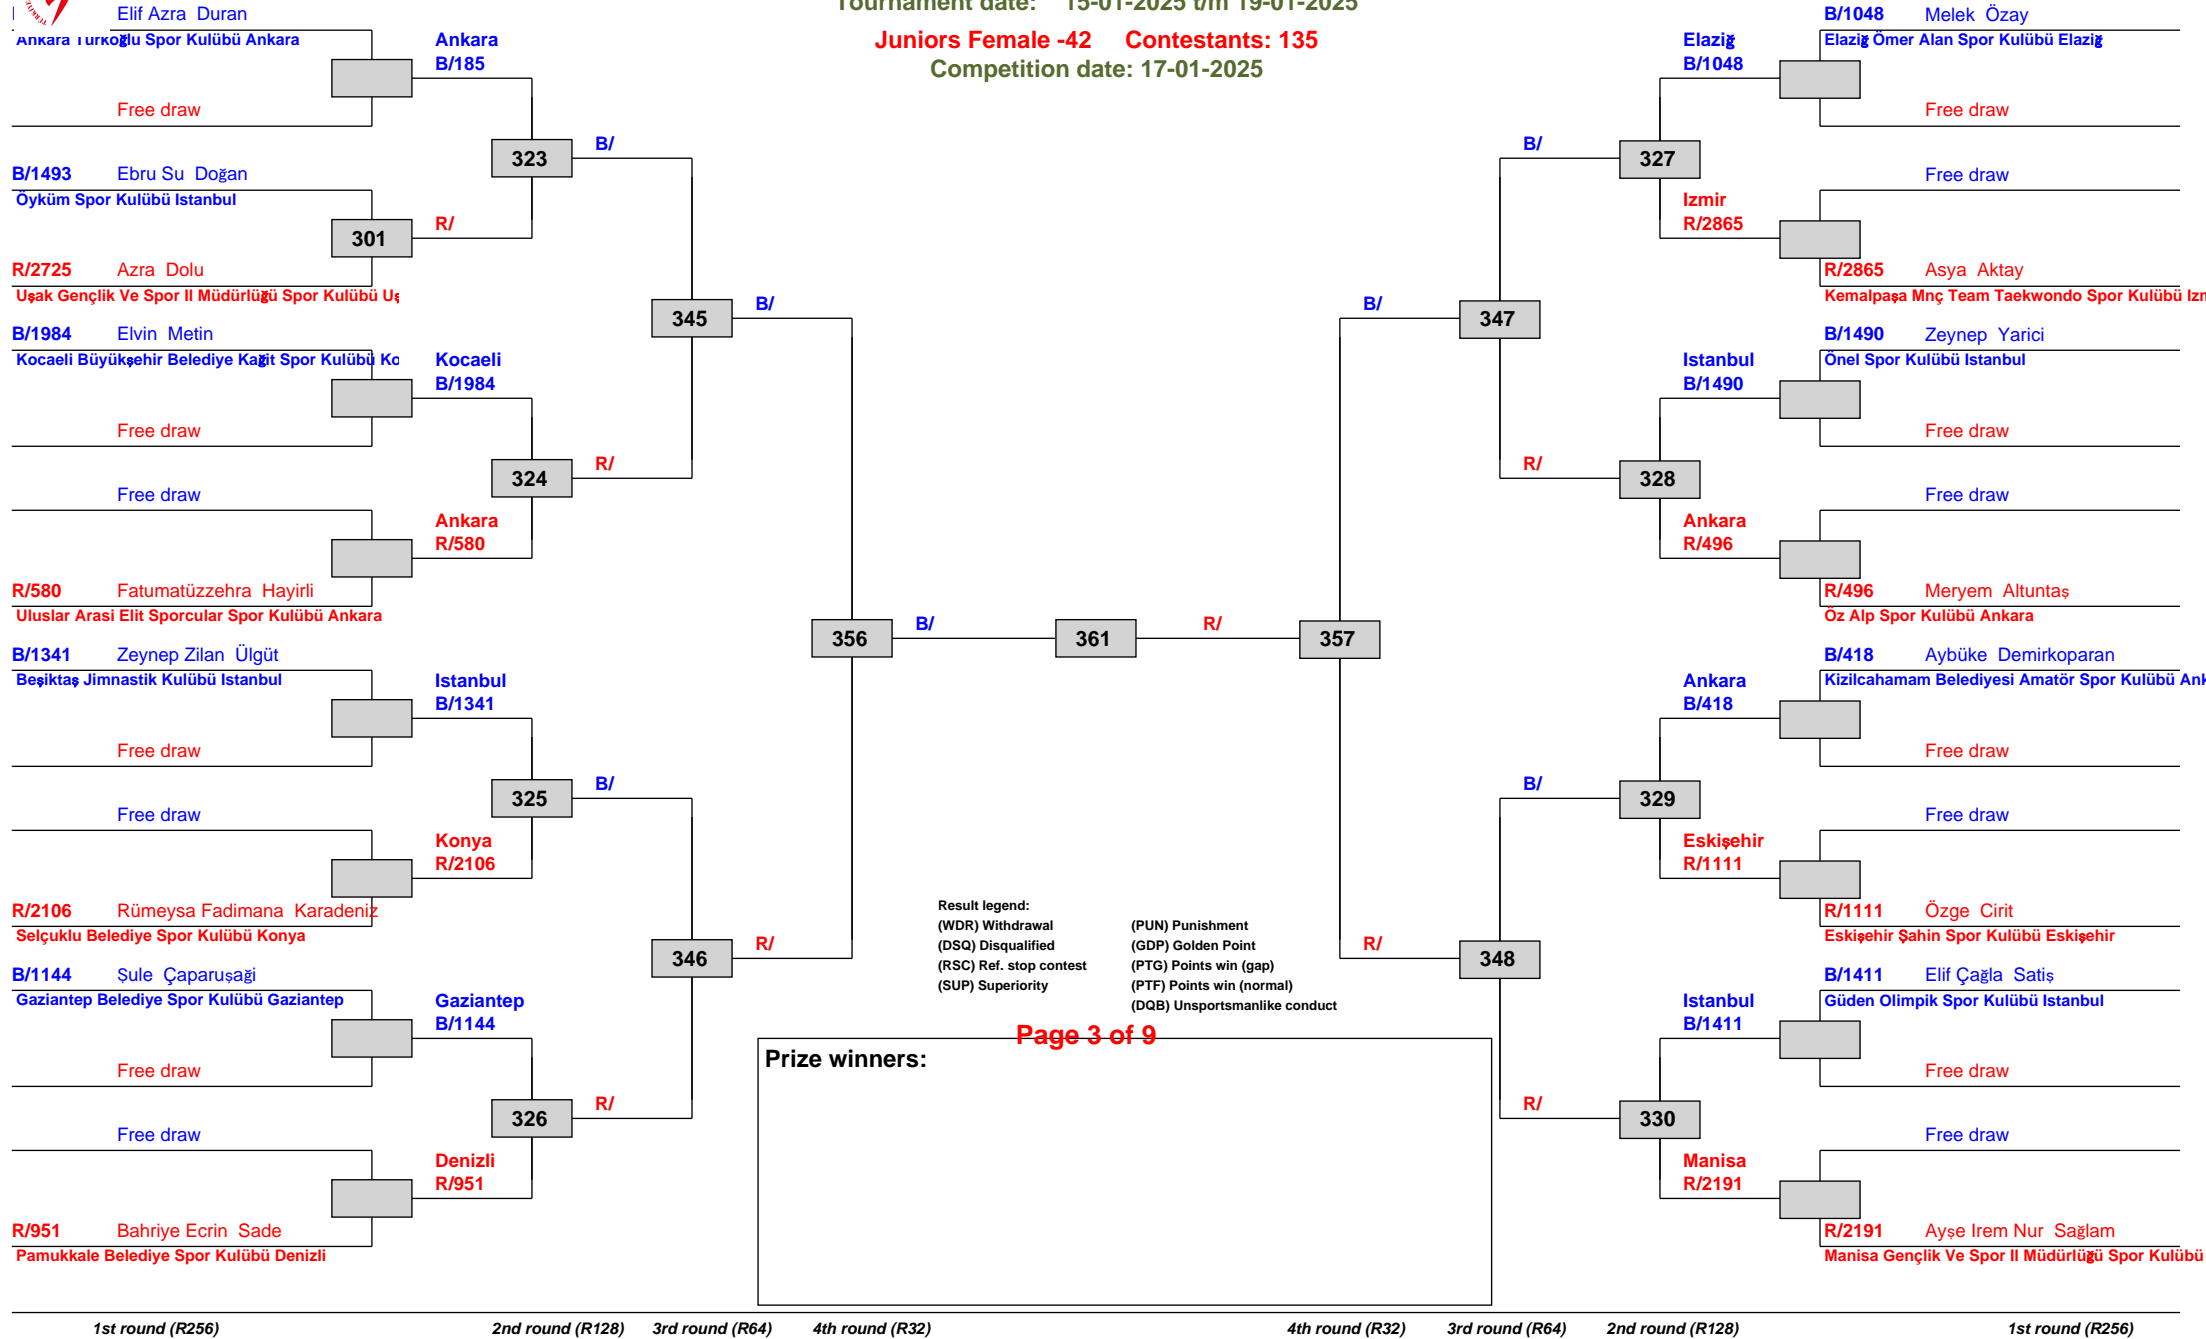 Tournament date: 15-01-2025 t/m 19-01-2025
Juniors Female -42 Contestants: 135
Competition date: 17-01-2025
Elif Azra Duran
Ankara Türkoğlu Spor Kulübü Ankara
Ankara
B/185
Free draw
323
B/
B/1493 Ebru Su Doğan
Öyküm Spor Kulübü Istanbul
301
R/
R/2725 Azra Dolu
Uşak Gençlik Ve Spor Il Müdürlüğü Spor Kulübü Uş
345
B/
B/1984 Elvin Metin
Kocaeli Büyükşehir Belediye Kağit Spor Kulübü Ko
Kocaeli
B/1984
Free draw
324
R/
Free draw
Ankara
R/580
R/580 Fatumatüzzehra Hayirli
Uluslar Arasi Elit Sporcular Spor Kulübü Ankara
356
B/
361
R/
357
B/1341 Zeynep Zilan Ülgüt
Beşiktaş Jimnastik Kulübü Istanbul
Istanbul
B/1341
Free draw
325
B/
Free draw
Konya
R/2106
R/2106 Rümeysa Fadimana Karadeniz
Selçuklu Belediye Spor Kulübü Konya
346
R/
B/1144 Şule Çaparuşaği
Gaziantep Belediye Spor Kulübü Gaziantep
Gaziantep
B/1144
Free draw
326
R/
Free draw
Denizli
R/951
R/951 Bahriye Ecrin Sade
Pamukkale Belediye Spor Kulübü Denizli
B/1048 Melek Özay
Elaziğ Ömer Alan Spor Kulübü Elaziğ
Elaziğ
B/1048
Free draw
B/
327
Free draw
Izmir
R/2865
R/2865 Asya Aktay
Kemalpaşa Mnç Team Taekwondo Spor Kulübü Izn
B/
347
B/1490 Zeynep Yarici
Önel Spor Kulübü Istanbul
Istanbul
B/1490
Free draw
R/
328
Free draw
Ankara
R/496
R/496 Meryem Altuntaş
Öz Alp Spor Kulübü Ankara
B/418 Aybüke Demirkoparan
Kizilcahamam Belediyesi Amatör Spor Kulübü Ank
Ankara
B/418
Free draw
B/
329
Free draw
Eskişehir
R/1111
R/1111 Özge Cirit
Eskişehir Şahin Spor Kulübü Eskişehir
R/
348
B/1411 Elif Çağla Satiş
Güden Olimpik Spor Kulübü Istanbul
Istanbul
B/1411
Free draw
R/
330
Free draw
Manisa
R/2191
R/2191 Ayşe Irem Nur Sağlam
Manisa Gençlik Ve Spor Il Müdürlüğü Spor Kulübü
Result legend:
(WDR) Withdrawal (PUN) Punishment
(DSQ) Disqualified (GDP) Golden Point
(RSC) Ref. stop contest (PTG) Points win (gap)
(SUP) Superiority (PTF) Points win (normal)
(DQB) Unsportsmanlike conduct
Page 3 of 9
Prize winners:
1st round (R256) 2nd round (R128) 3rd round (R64) 4th round (R32) 4th round (R32) 3rd round (R64) 2nd round (R128) 1st round (R256)